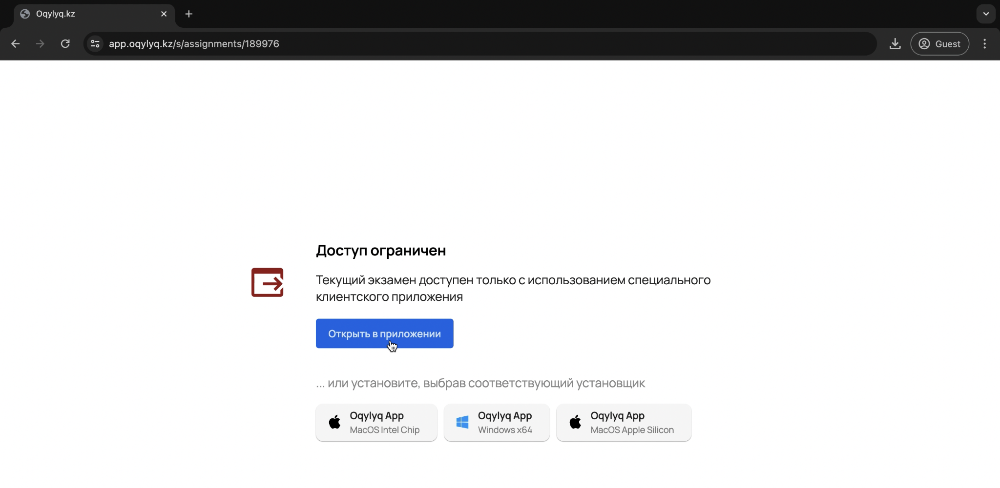 Oqylyq.kz
app.oqylyq.kz/s/assignments/189976
Guest
Доступ ограничен
Текущий экзамен доступен только с использованием специального
клиентского приложения
Открыть в приложении
... или установите, выбрав соответствующий установщик
Oqylyq App
MacOS Intel Chip
Oqylyq App
Windows x64
Oqylyq App
MacOS Apple Silicon